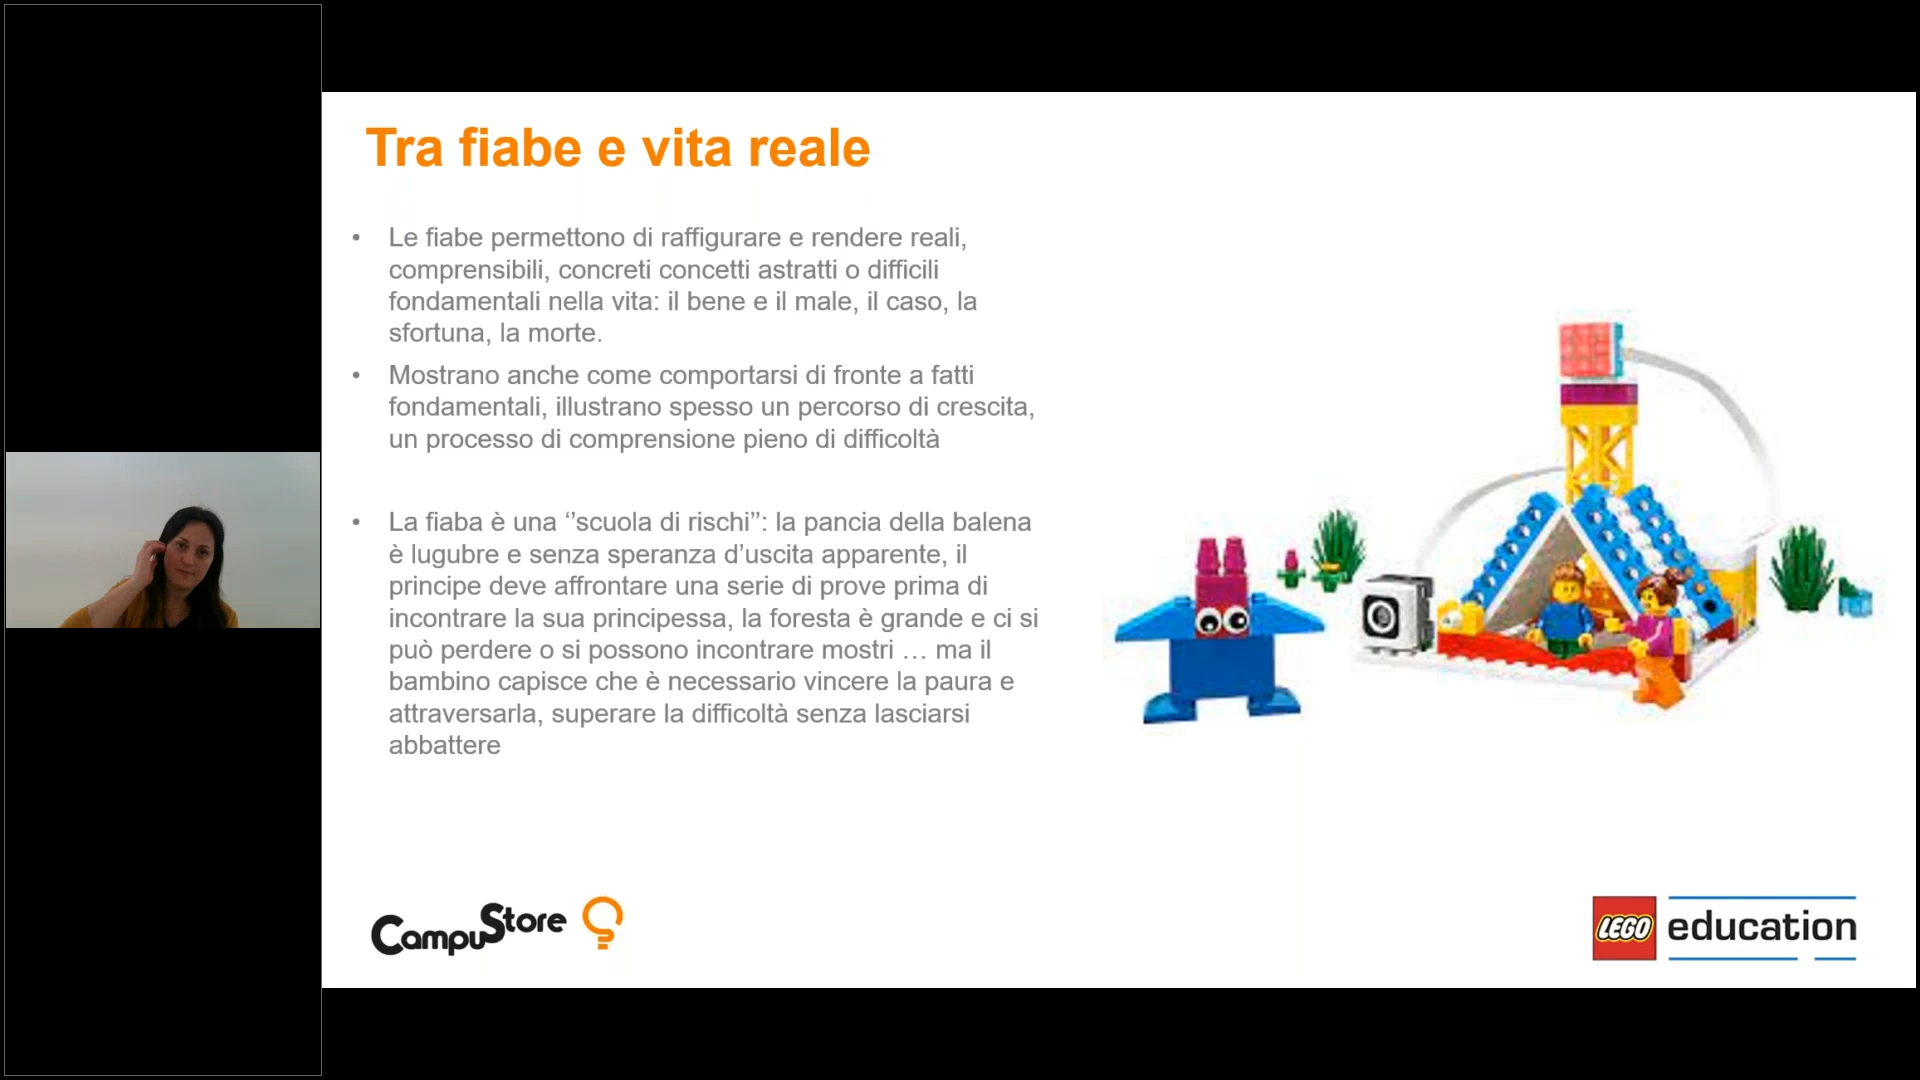 Tra fiabe e vita reale
• Le fiabe permettono di raffigurare e rendere reali,
comprensibili, concreti concetti astratti o difficili
fondamentali nella vita: il bene e il male, il caso, la
sfortuna, la morte.
• Mostrano anche come comportarsi di fronte a fatti
fondamentali, illustrano spesso un percorso di crescita,
un processo di comprensione pieno di difficoltà
• La fiaba è una ‘’scuola di rischi’’: la pancia della balena
è lugubre e senza speranza d’uscita apparente, il
principe deve affrontare una serie di prove prima di
incontrare la sua principessa, la foresta è grande e ci si
può perdere o si possono incontrare mostri … ma il
bambino capisce che è necessario vincere la paura e
attraversarla, superare la difficoltà senza lasciarsi
abbattere
CampuStore
LEGO education